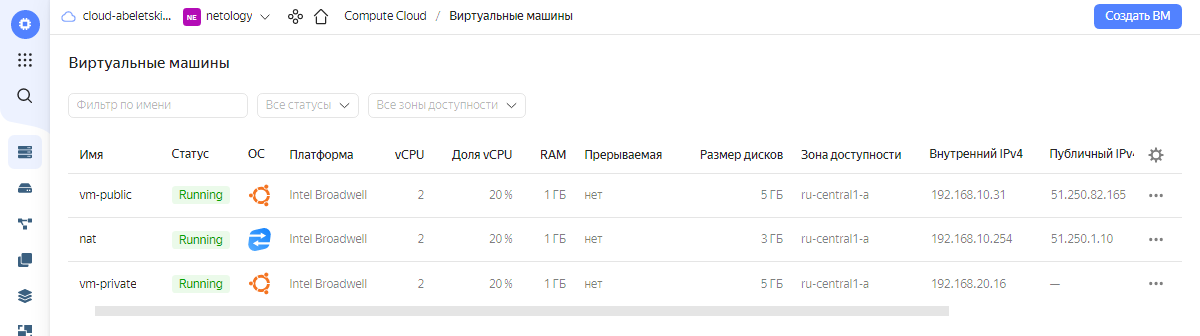 cloud-abeletski... / NE netology Compute Cloud / Виртуальные машины Создать ВМ
Виртуальные машины
Фильтр по имени Все статусы Все зоны доступности
Имя Статус ОС Платформа vCPU Доля vCPU RAM Прерываемая Размер дисков Зона доступности Внутренний IPv4 Публичный IPv4
vm-public Running Intel Broadwell 2 20 % 1 ГБ нет 5 ГБ ru-central1-a 192.168.10.31 51.250.82.165
nat Running Intel Broadwell 2 20 % 1 ГБ нет 3 ГБ ru-central1-a 192.168.10.254 51.250.1.10
vm-private Running Intel Broadwell 2 20 % 1 ГБ нет 5 ГБ ru-central1-a 192.168.20.16 —